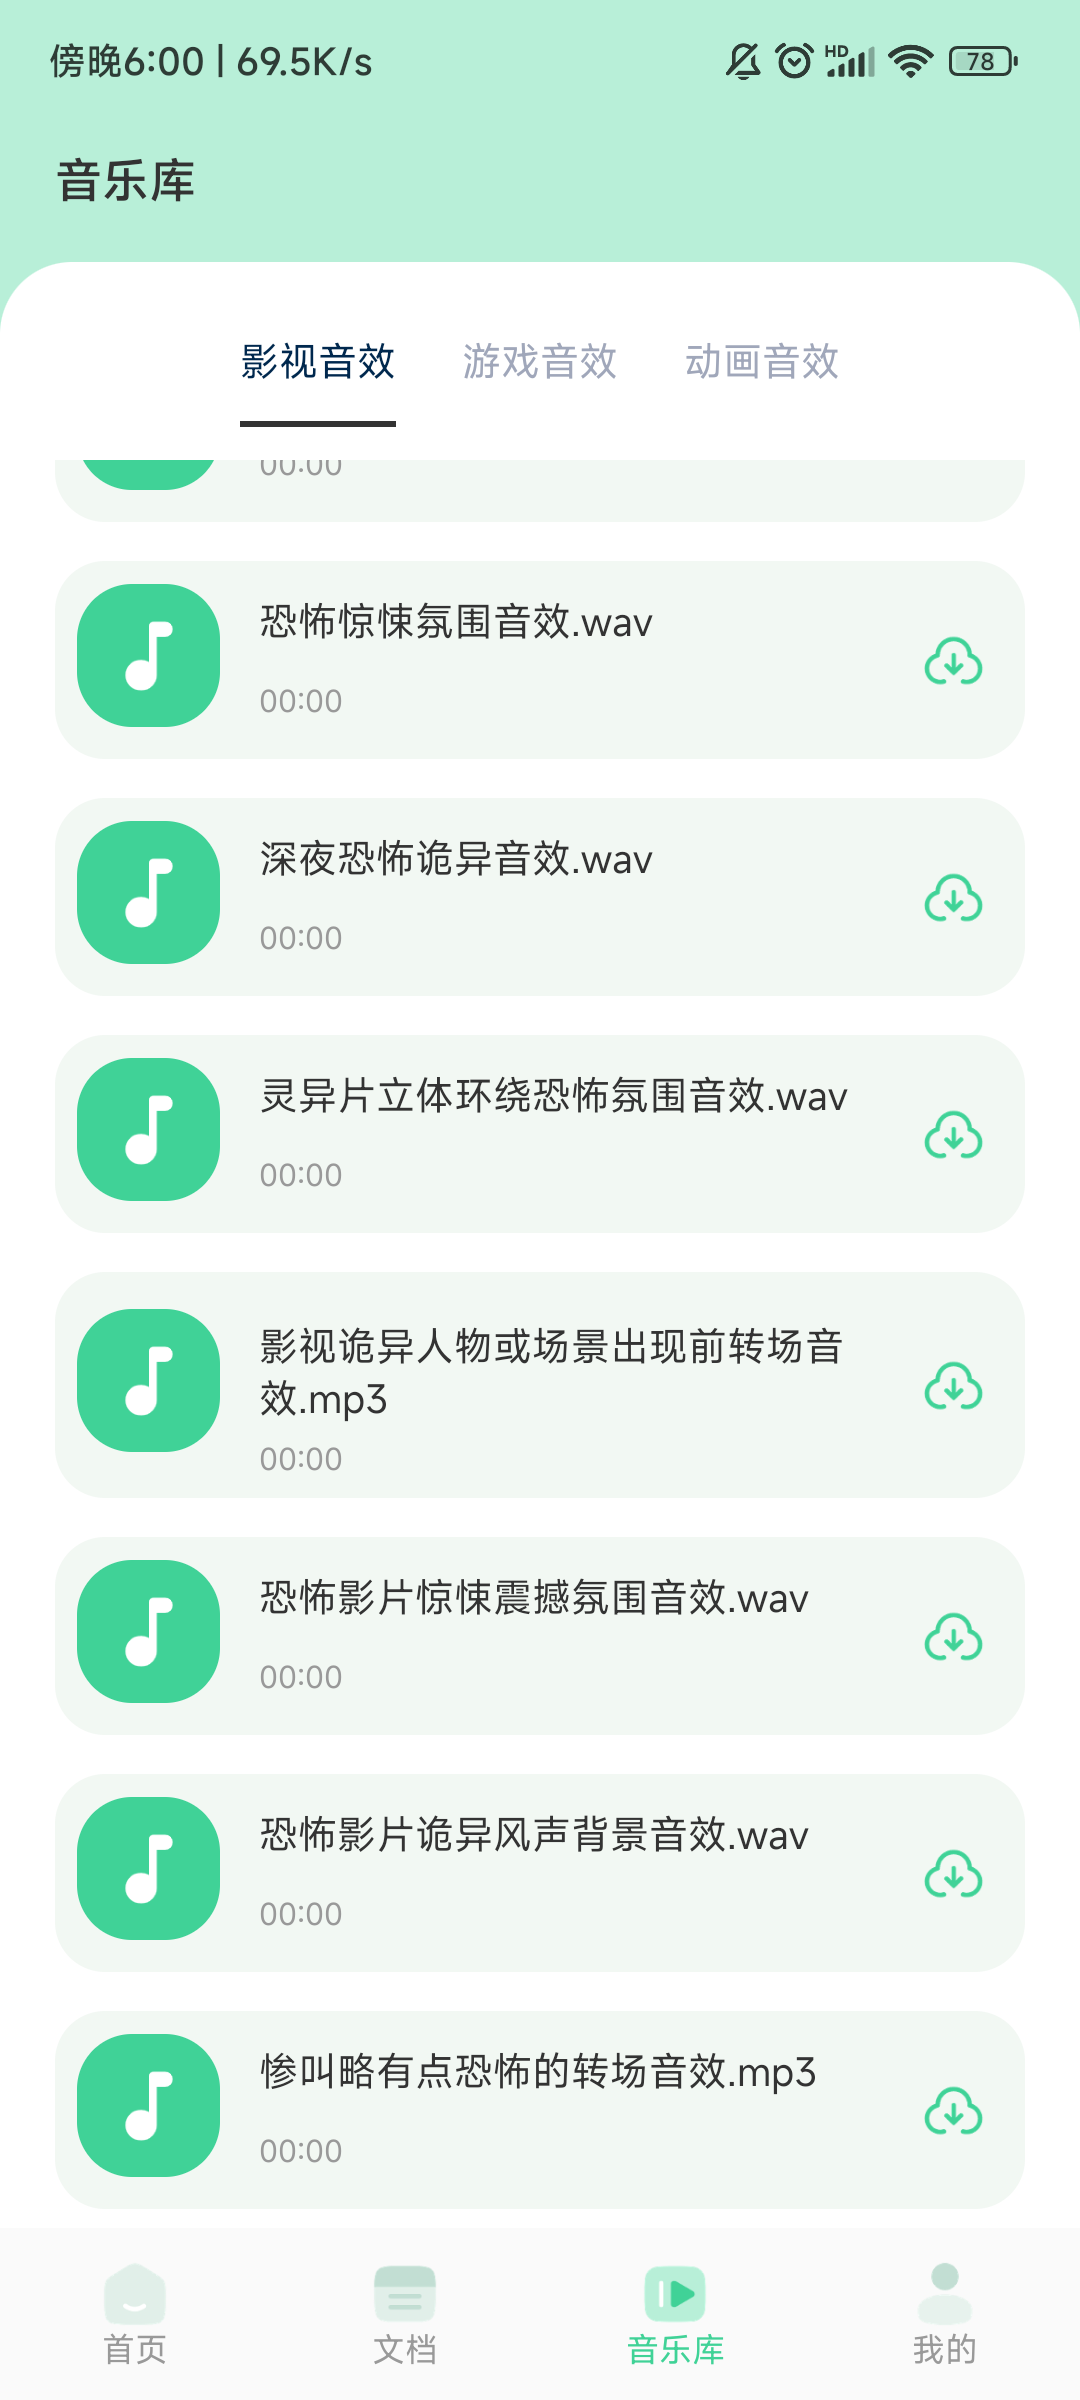 傍晚6:00 | 69.5K/s
HD
78
音乐库
影视音效 游戏音效 动画音效
00:00
恐怖惊悚氛围音效.wav
00:00
深夜恐怖诡异音效.wav
00:00
灵异片立体环绕恐怖氛围音效.wav
00:00
影视诡异人物或场景出现前转场音
效.mp3
00:00
恐怖影片惊悚震撼氛围音效.wav
00:00
恐怖影片诡异风声背景音效.wav
00:00
惨叫略有点恐怖的转场音效.mp3
00:00
首页 文档 音乐库 我的